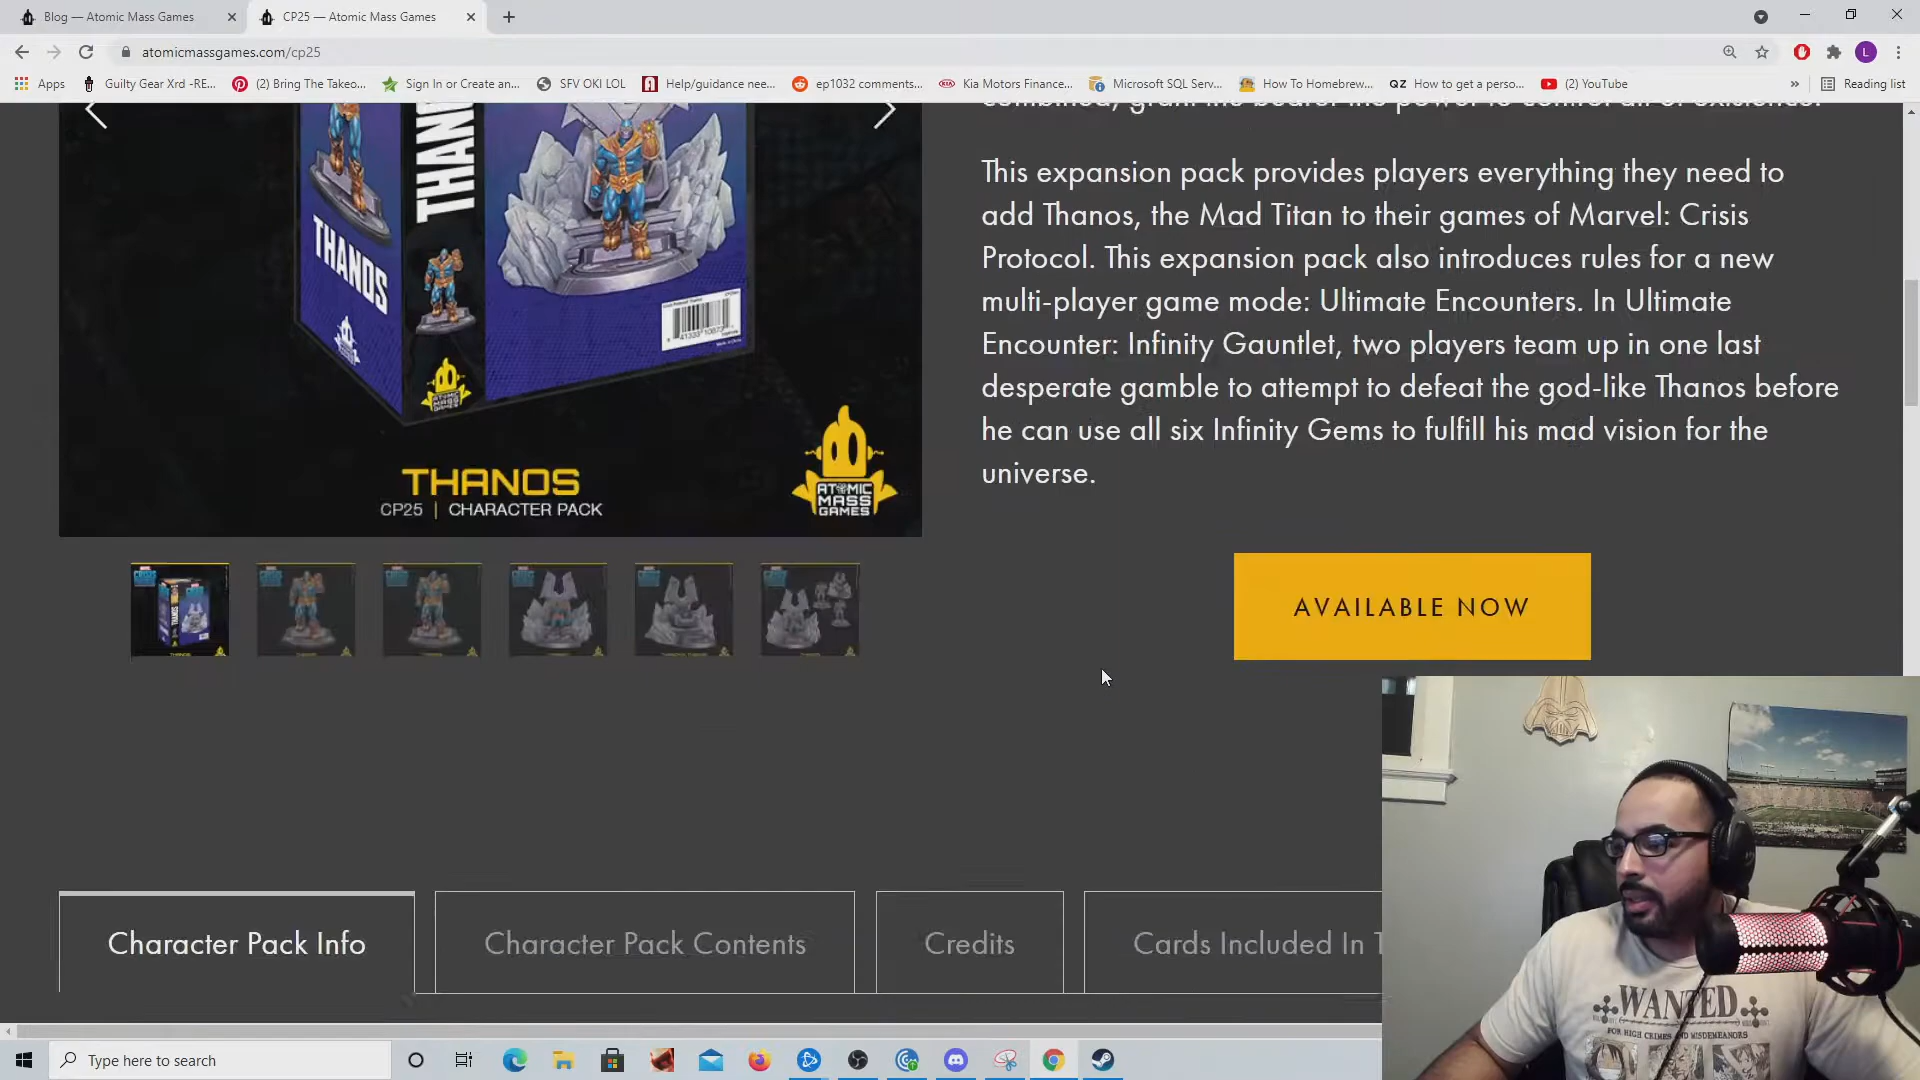 Blog — Atomic Mass Games
CP25 — Atomic Mass Games
atomicmassgames.com/cp25
Apps
Guilty Gear Xrd -RE...
(2) Bring The Takeo...
Sign In or Create an...
SFV OKI LOL
Help/guidance nee...
ep1032 comments...
Kia Motors Finance...
Microsoft SQL Serv...
How To Homebrew...
QZ How to get a perso...
(2) YouTube
Reading list
This expansion pack provides players everything they need to
add Thanos, the Mad Titan to their games of Marvel: Crisis
Protocol. This expansion pack also introduces rules for a new
multi-player game mode: Ultimate Encounters. In Ultimate
Encounter: Infinity Gauntlet, two players team up in one last
desperate gamble to attempt to defeat the god-like Thanos before
he can use all six Infinity Gems to fulfill his mad vision for the
universe.
THANOS
THANOS
CP25 | CHARACTER PACK
ATOMIC
MASS
GAMES
AVAILABLE NOW
Character Pack Info
Character Pack Contents
Credits
Cards Included In T
WANTED
FOR HIGH CRIMES AND MISDEMEANORS
Type here to search